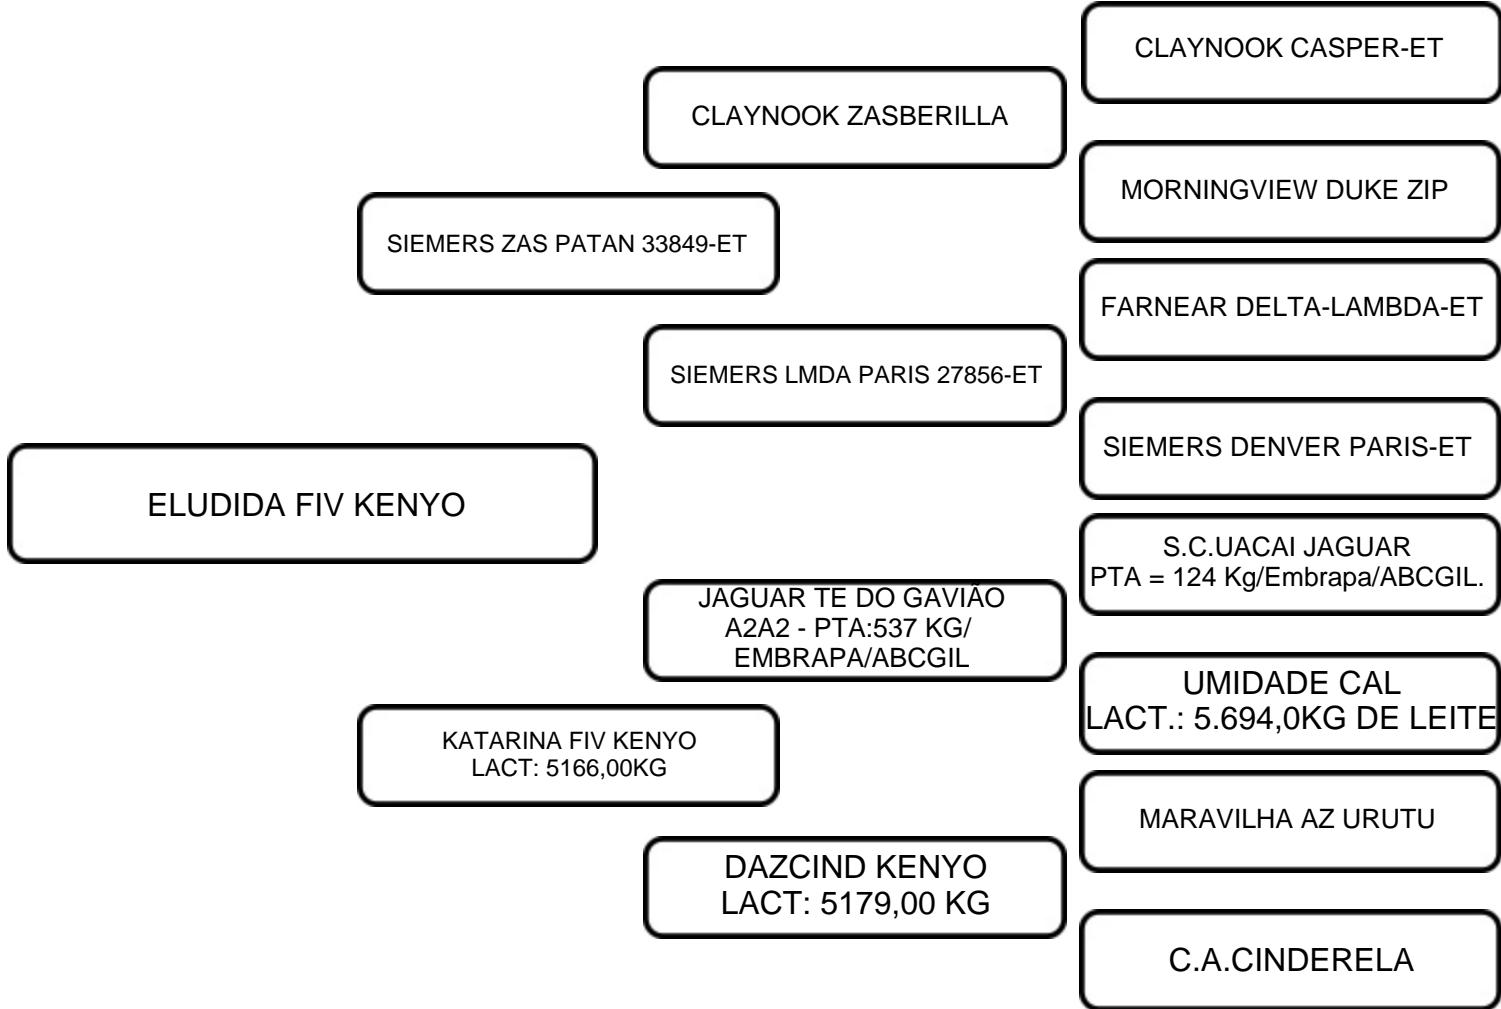 CLAYNOOK CASPER-ET
CLAYNOOK ZASBERILLA
MORNINGVIEW DUKE ZIP
SIEMERS ZAS PATAN 33849-ET
FARNEAR DELTA-LAMBDA-ET
SIEMERS LMDA PARIS 27856-ET
SIEMERS DENVER PARIS-ET
ELUDIDA FIV KENYO
S.C.UACAI JAGUAR
PTA = 124 Kg/Embrapa/ABCGIL.
JAGUAR TE DO GAVIÃO
A2A2 - PTA:537 KG/
EMBRAPA/ABCGIL
UMIDADE CAL
LACT.: 5.694,0KG DE LEITE
KATARINA FIV KENYO
LACT: 5166,00KG
MARAVILHA AZ URUTU
DAZCIND KENYO
LACT: 5179,00 KG
C.A.CINDERELA